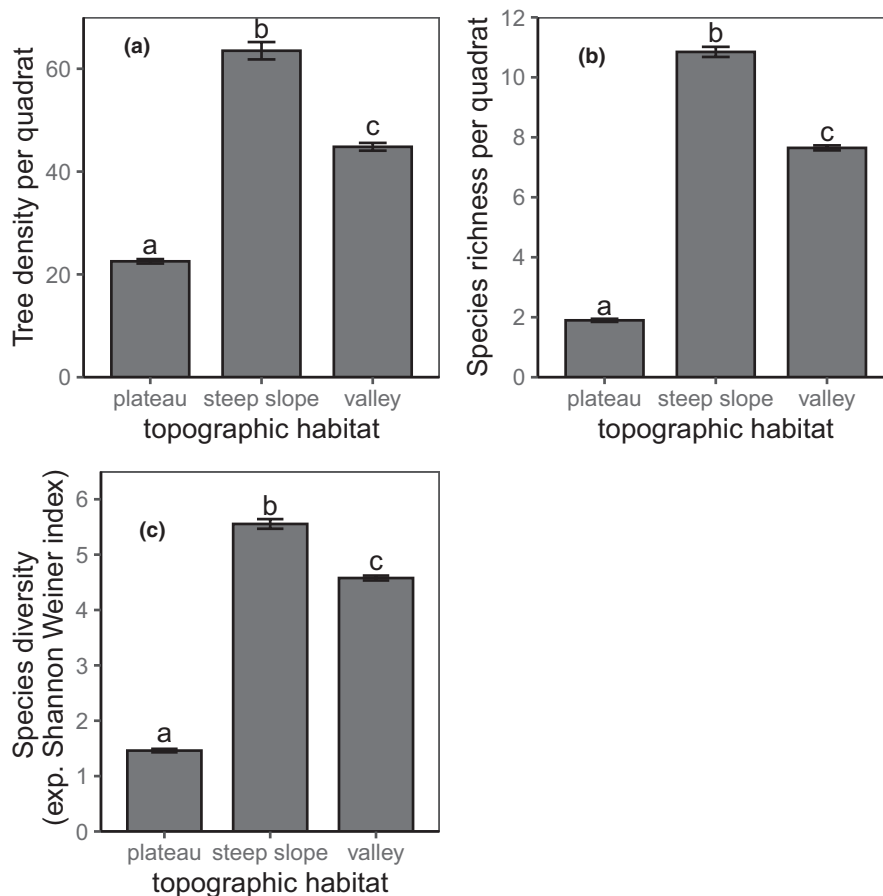 (a)
Tree density per quadrat
60
40
20
0
a
b
c
plateau steep slope valley
topographic habitat
(b)
Species richness per quadrat
12
10
8
6
4
2
0
a
b
c
plateau steep slope valley
topographic habitat
(c)
Species diversity
(exp. Shannon Weiner index)
6
5
4
3
2
1
0
a
b
c
plateau steep slope valley
topographic habitat